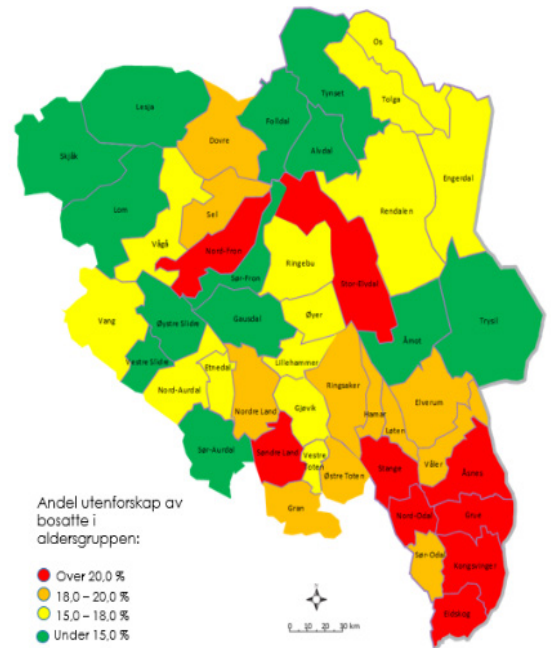 Os
Tynset
Tolga
Lesja
Folldal
Dovre
Alvdal
Skjåk
Engerdal
Lom
Sel
Rendalen
Vågå
Nord-Fron
Ringebu
Sør-Fron
Stor-Elvdal
Vang
Øystre Slidre
Gausdal
Øyer
Åmot
Trysil
Vestre Slidre
Etnedal
Lillehammer
Nord-Aurdal
Nordre Land
Gjøvik
Ringsaker
Hamar
Elverum
Løten
Sør-Aurdal
Søndre Land
Vestre
Toten
Østre Toten
Stange
Våler
Åsnes
Gran
Nord-Odal
Grue
Sør-Odal
Kongsvinger
Eidskog
Andel utenforskap av
bosatte i
aldersgruppen:
Over 20,0 %
18,0 – 20,0 %
15,0 – 18,0 %
Under 15,0 %
0 10 20 30 km